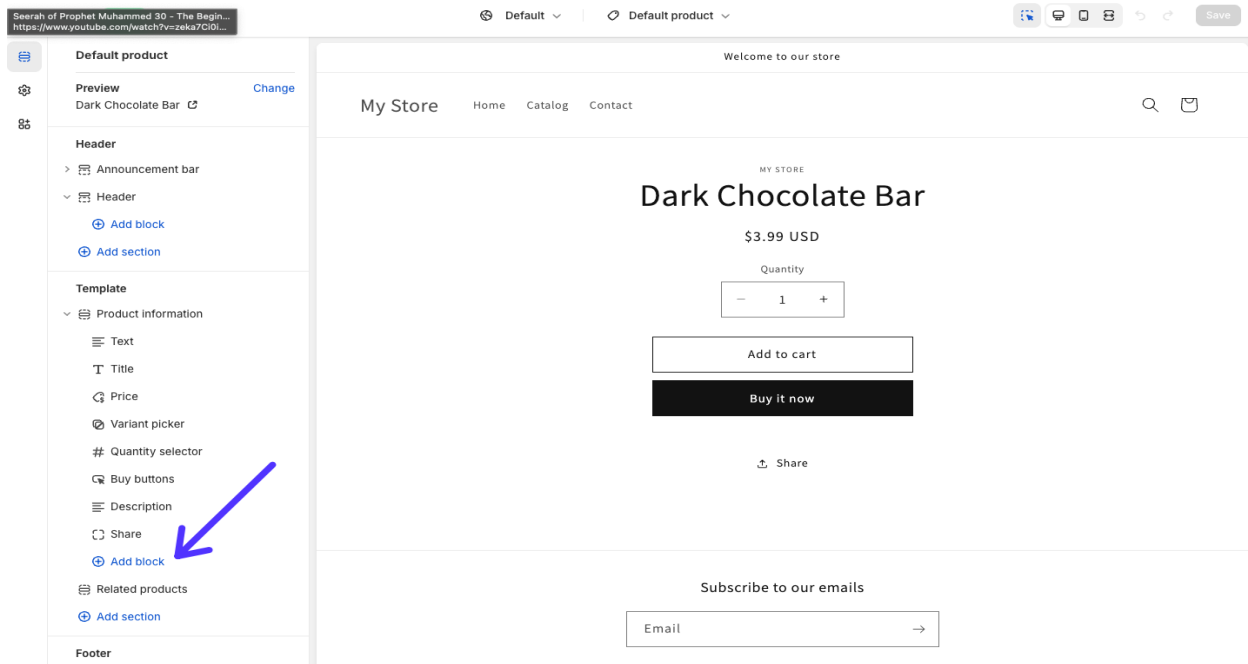 Seerah of Prophet Muhammed 30 - The Begin...
https://www.youtube.com/watch?v=zeka7Ci0i...
Default
Default product
Save
Default product
Preview
Change
Dark Chocolate Bar
Header
Announcement bar
Header
Add block
Add section
Template
Product information
Text
Title
Price
Variant picker
Quantity selector
Buy buttons
Description
Share
Add block
Related products
Add section
Footer
Welcome to our store
My Store
Home
Catalog
Contact
MY STORE
Dark Chocolate Bar
$3.99 USD
Quantity
1
Add to cart
Buy it now
Share
Subscribe to our emails
Email